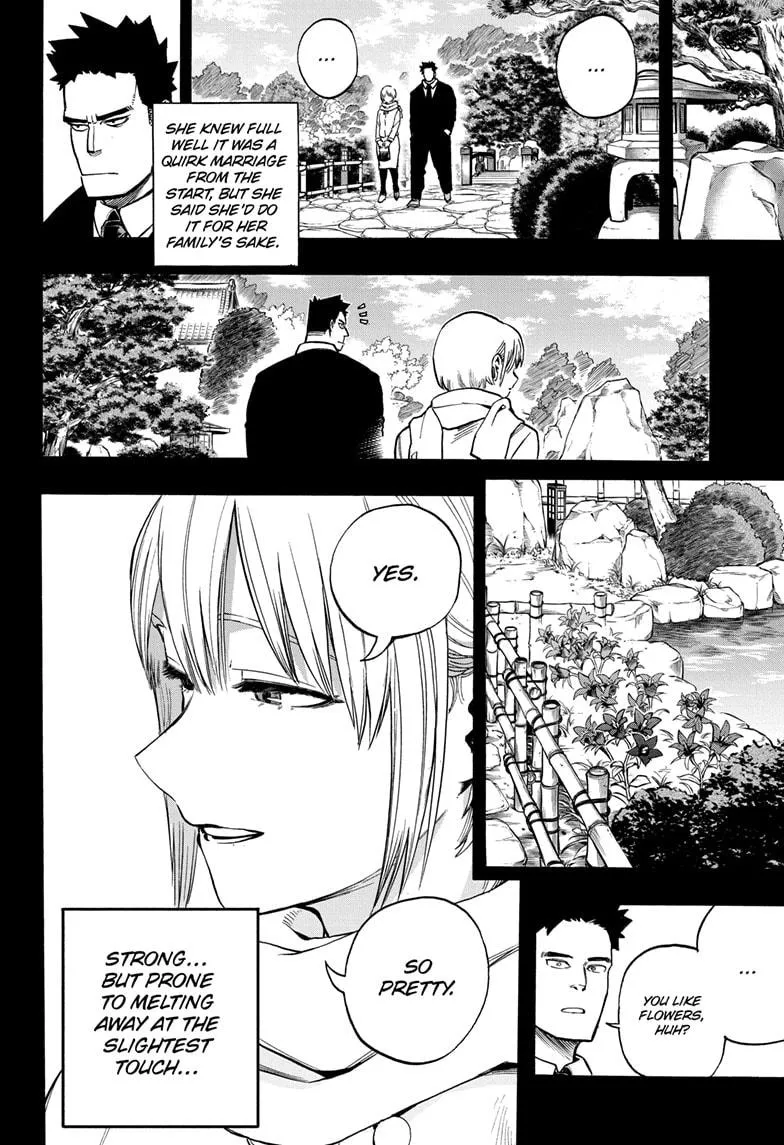 ...
...
SHE KNEW FULL
WELL IT WAS A
QUIRK MARRIAGE
FROM THE
START, BUT SHE
SAID SHE'D DO
IT FOR HER
FAMILY'S SAKE.
...
YOU LIKE
FLOWERS,
HUH?
YES.
SO
PRETTY.
STRONG...
BUT PRONE
TO MELTING
AWAY AT THE
SLIGHTEST
TOUCH...